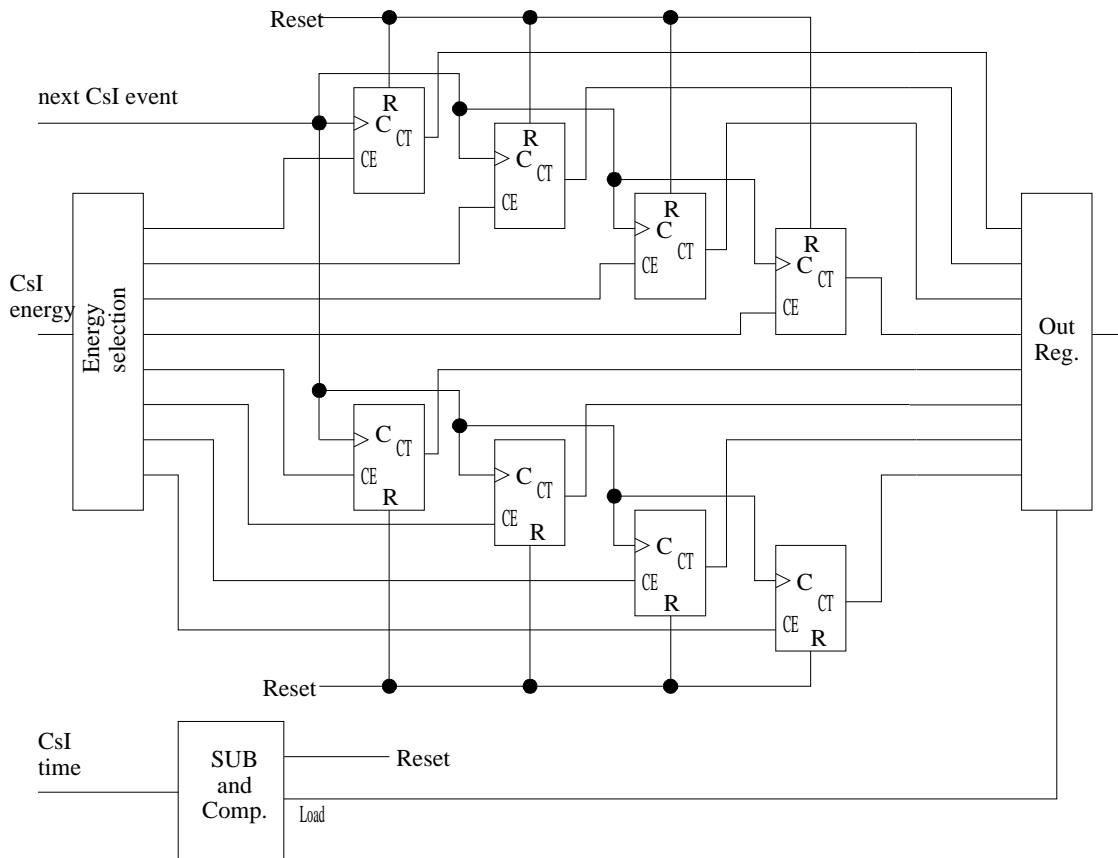 Reset
next CsI event
R
C
CT
CE
R
C
CT
CE
R
C
CT
CE
R
C
CT
CE
CsI
energy
Energy
selection
Out
Reg.
C
CT
CE
R
C
CT
CE
R
C
CT
CE
R
C
CT
CE
R
Reset
CsI
time
SUB
and
Comp.
Reset
Load